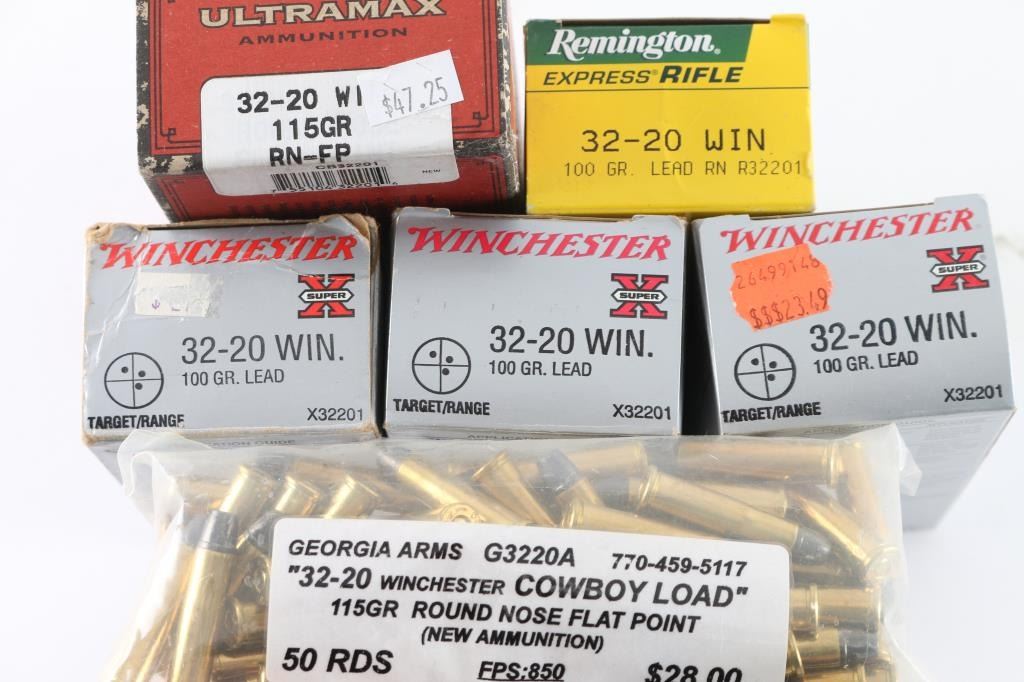 ULTRAMAX
AMMUNITION
32-20 WI
$47.25
115GR
RN-FP
CB32201
NEW
Remington.
EXPRESS® RIFLE
32-20 WIN
100 GR. LEAD RN R32201
WINCHESTER
SUPER X
32-20 WIN.
100 GR. LEAD
TARGET/RANGE
X32201
WINCHESTER
SUPER X
32-20 WIN.
100 GR. LEAD
TARGET/RANGE
X32201
WINCHESTER
SUPER X
$$$23.49
32-20 WIN.
100 GR. LEAD
TARGET/RANGE
X32201
GEORGIA ARMS G3220A 770-459-5117
"32-20 WINCHESTER COWBOY LOAD"
115GR ROUND NOSE FLAT POINT
(NEW AMMUNITION)
50 RDS FPS:850 $28.00